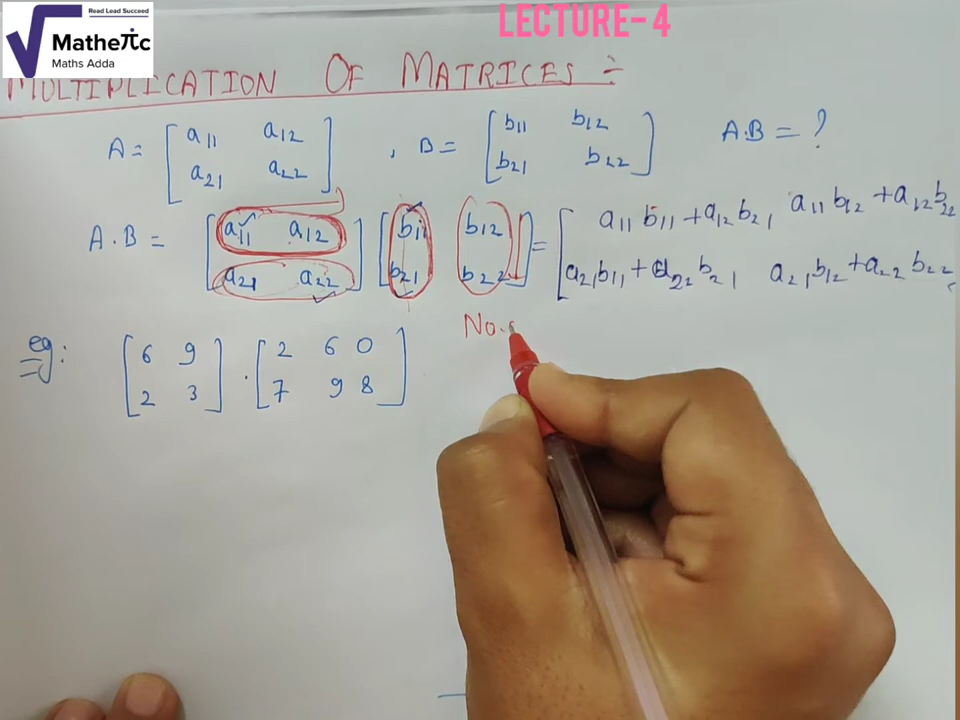 LECTURE-4
Read Lead Succeed
Matheπc
Maths Adda
MULTIPLICATION OF MATRICES :-
A = [a11 a12
a21 a22] , B = [b11 b12
b21 b22] A.B = ?
A.B = [a11 a12
a21 a22] [b11 b12
b21 b22] = [a11 b11 + a12 b21 a11 b12 + a12 b22
a21 b11 + a22 b21 a21 b12 + a22 b22
eg: [6 9
2 3] . [2 6 0
7 9 8]
No.